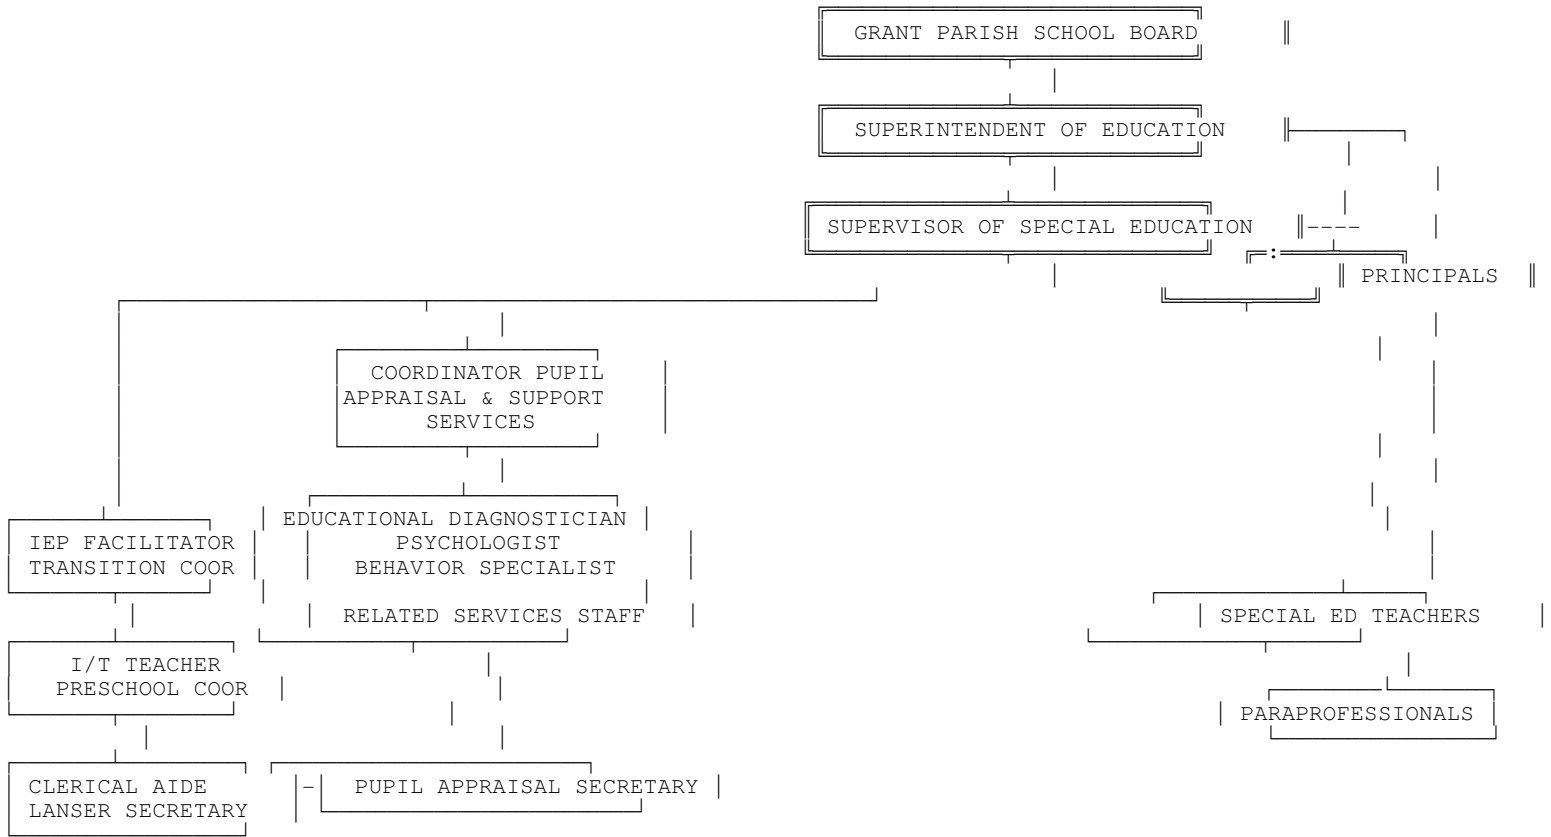 GRANT PARISH SCHOOL BOARD
SUPERINTENDENT OF EDUCATION
SUPERVISOR OF SPECIAL EDUCATION
PRINCIPALS
COORDINATOR PUPIL
APPRAISAL & SUPPORT
SERVICES
EDUCATIONAL DIAGNOSTICIAN
IEP FACILITATOR
PSYCHOLOGIST
TRANSITION COOR
BEHAVIOR SPECIALIST
RELATED SERVICES STAFF
SPECIAL ED TEACHERS
I/T TEACHER
PRESCHOOL COOR
PARAPROFESSIONALS
CLERICAL AIDE
PUPIL APPRAISAL SECRETARY
LANSER SECRETARY